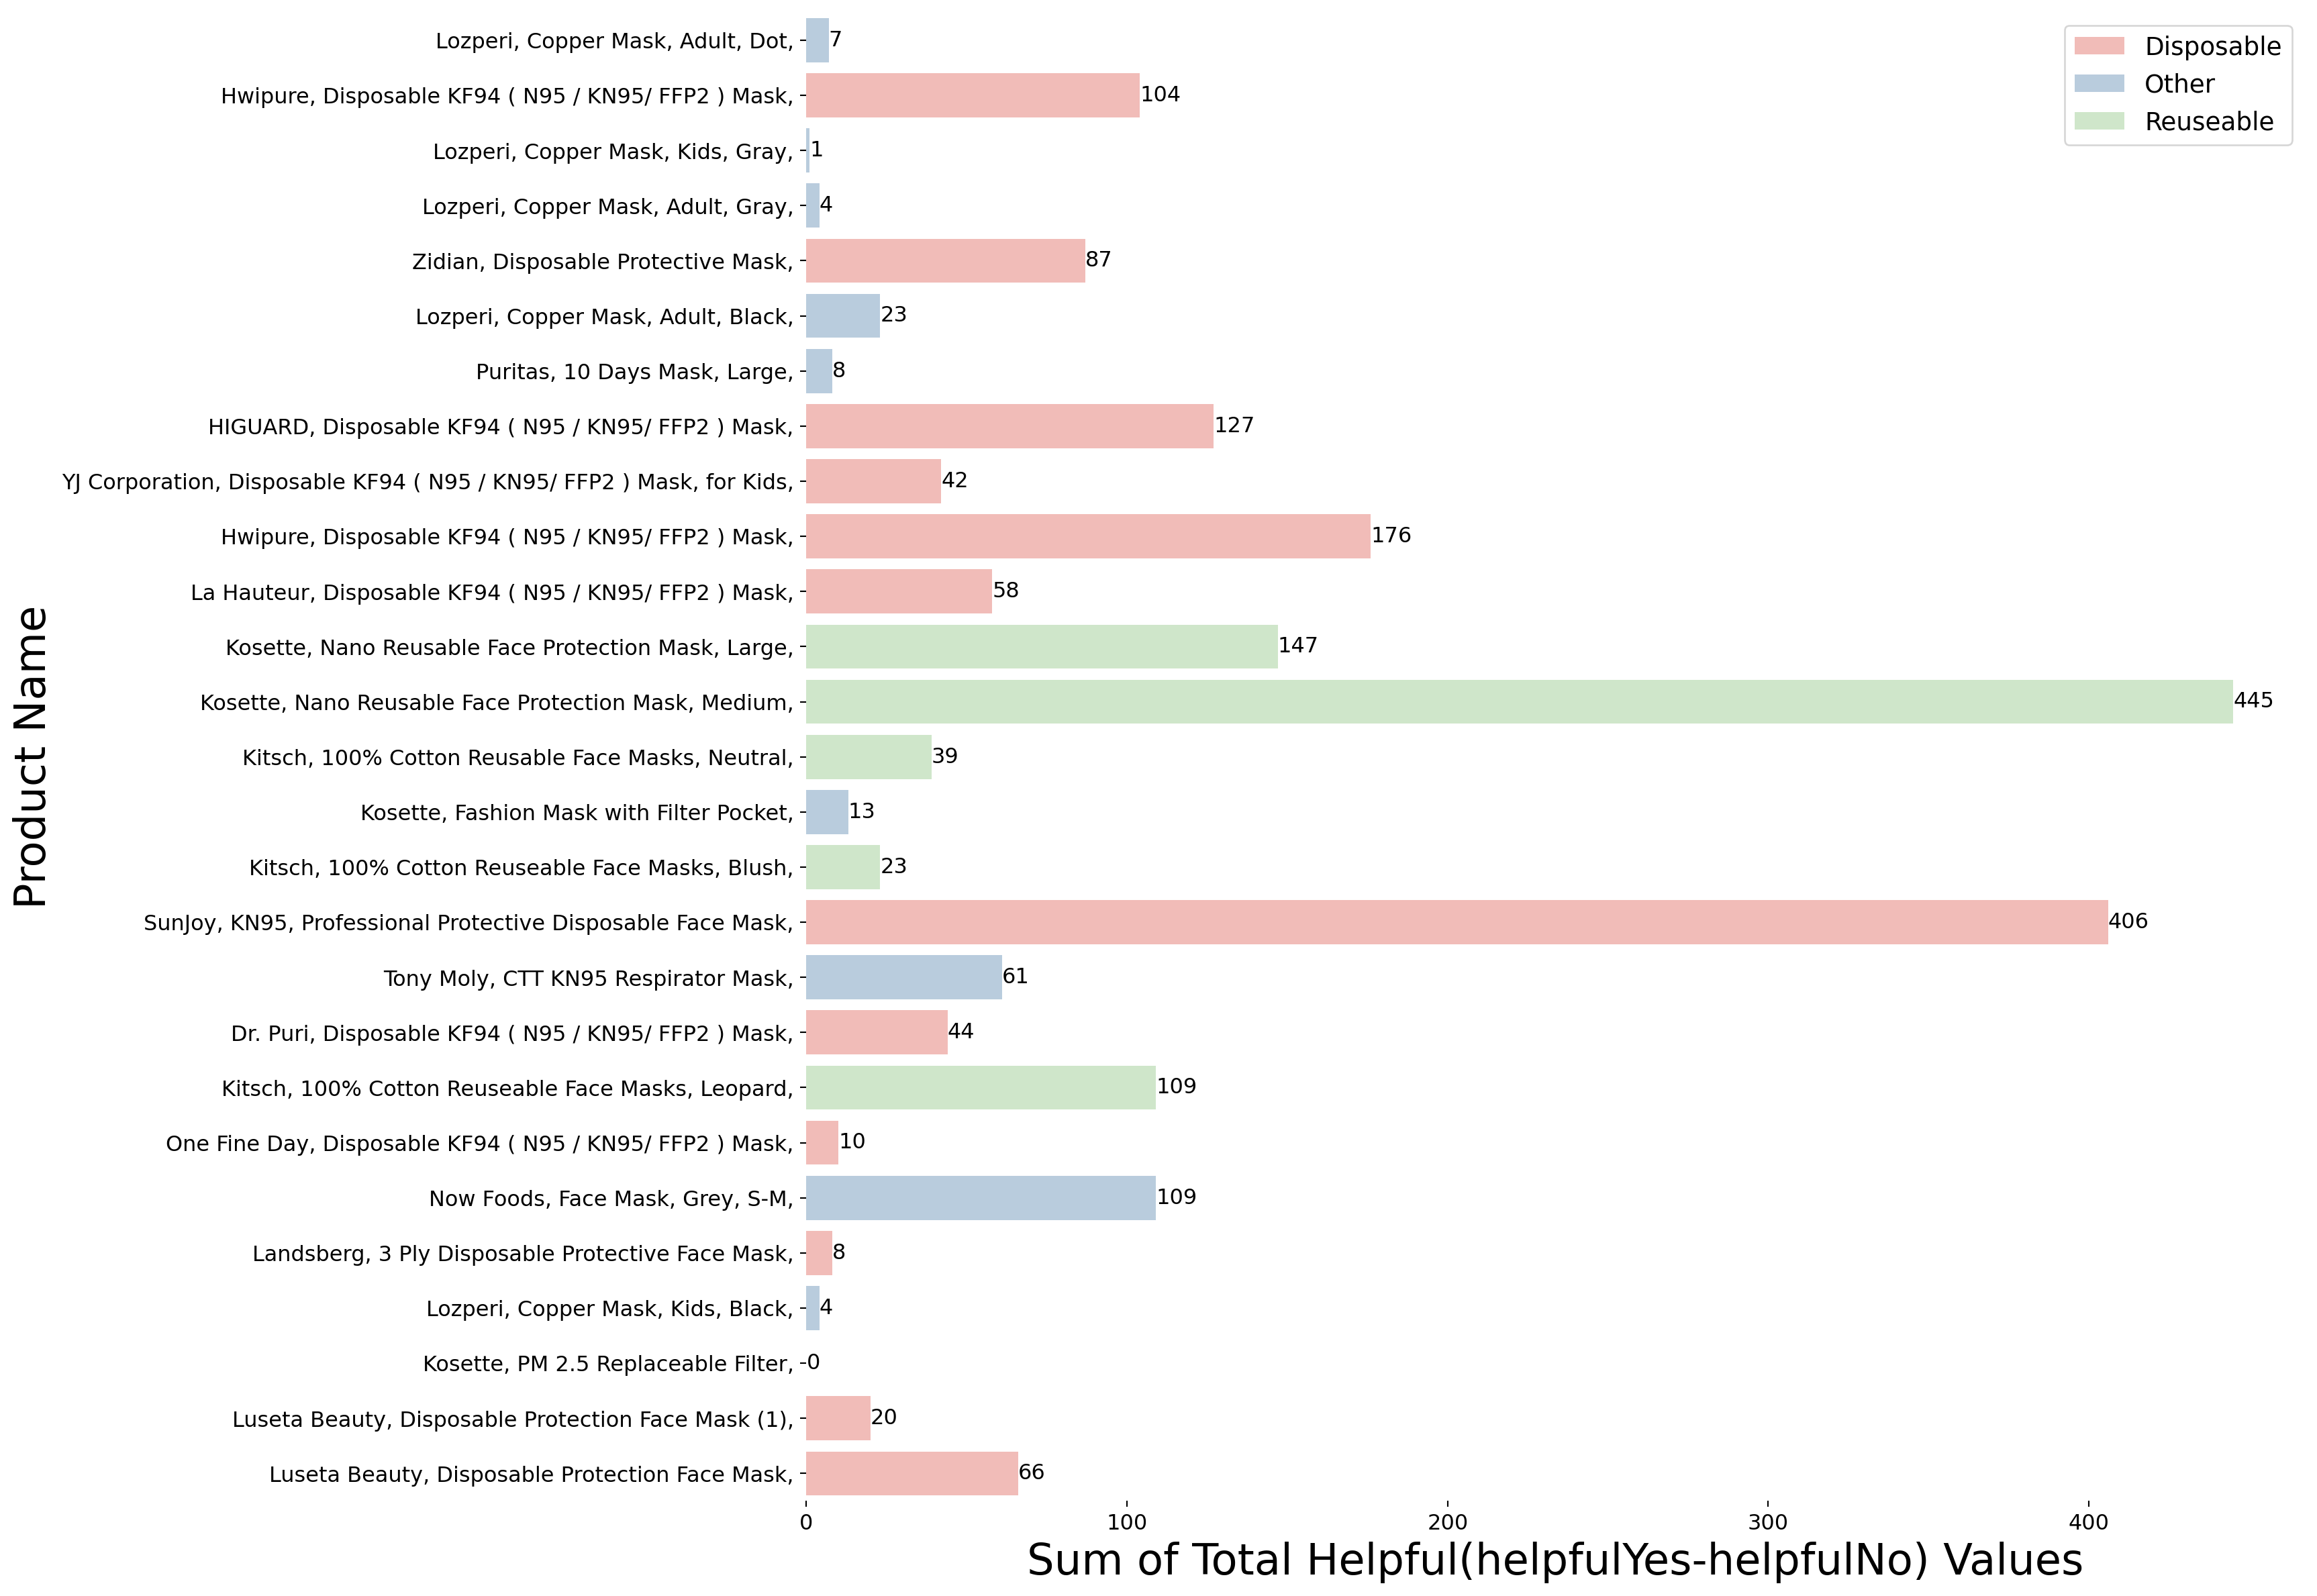 Lozperi, Copper Mask, Adult, Dot, 7
Hwipure, Disposable KF94 ( N95 / KN95/ FFP2 ) Mask, 104
Lozperi, Copper Mask, Kids, Gray, 1
Lozperi, Copper Mask, Adult, Gray, 4
Zidian, Disposable Protective Mask, 87
Lozperi, Copper Mask, Adult, Black, 23
Puritas, 10 Days Mask, Large, 8
HIGUARD, Disposable KF94 ( N95 / KN95/ FFP2 ) Mask, 127
YJ Corporation, Disposable KF94 ( N95 / KN95/ FFP2 ) Mask, for Kids, 42
Hwipure, Disposable KF94 ( N95 / KN95/ FFP2 ) Mask, 176
La Hauteur, Disposable KF94 ( N95 / KN95/ FFP2 ) Mask, 58
Kosette, Nano Reusable Face Protection Mask, Large, 147
Kosette, Nano Reusable Face Protection Mask, Medium, 445
Kitsch, 100% Cotton Reusable Face Masks, Neutral, 39
Kosette, Fashion Mask with Filter Pocket, 13
Kitsch, 100% Cotton Reuseable Face Masks, Blush, 23
SunJoy, KN95, Professional Protective Disposable Face Mask, 406
Tony Moly, CTT KN95 Respirator Mask, 61
Dr. Puri, Disposable KF94 ( N95 / KN95/ FFP2 ) Mask, 44
Kitsch, 100% Cotton Reuseable Face Masks, Leopard, 109
One Fine Day, Disposable KF94 ( N95 / KN95/ FFP2 ) Mask, 10
Now Foods, Face Mask, Grey, S-M, 109
Landsberg, 3 Ply Disposable Protective Face Mask, 8
Lozperi, Copper Mask, Kids, Black, 4
Kosette, PM 2.5 Replaceable Filter, 0
Luseta Beauty, Disposable Protection Face Mask (1), 20
Luseta Beauty, Disposable Protection Face Mask, 66
0 100 200 300 400
Sum of Total Helpful(helpfulYes-helpfulNo) Values
Product Name
Disposable
Other
Reuseable